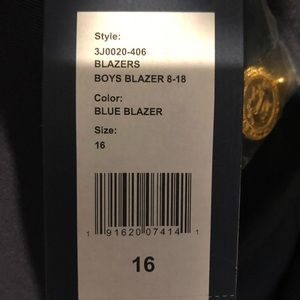 Style:
3J0020-406
BLAZERS
BOYS BLAZER 8-18
Color:
BLUE BLAZER
Size:
16
1 91620 07414 1
16